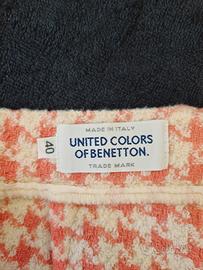 MADE IN ITALY
UNITED COLORS
OF BENETTON.
TRADE MARK
40